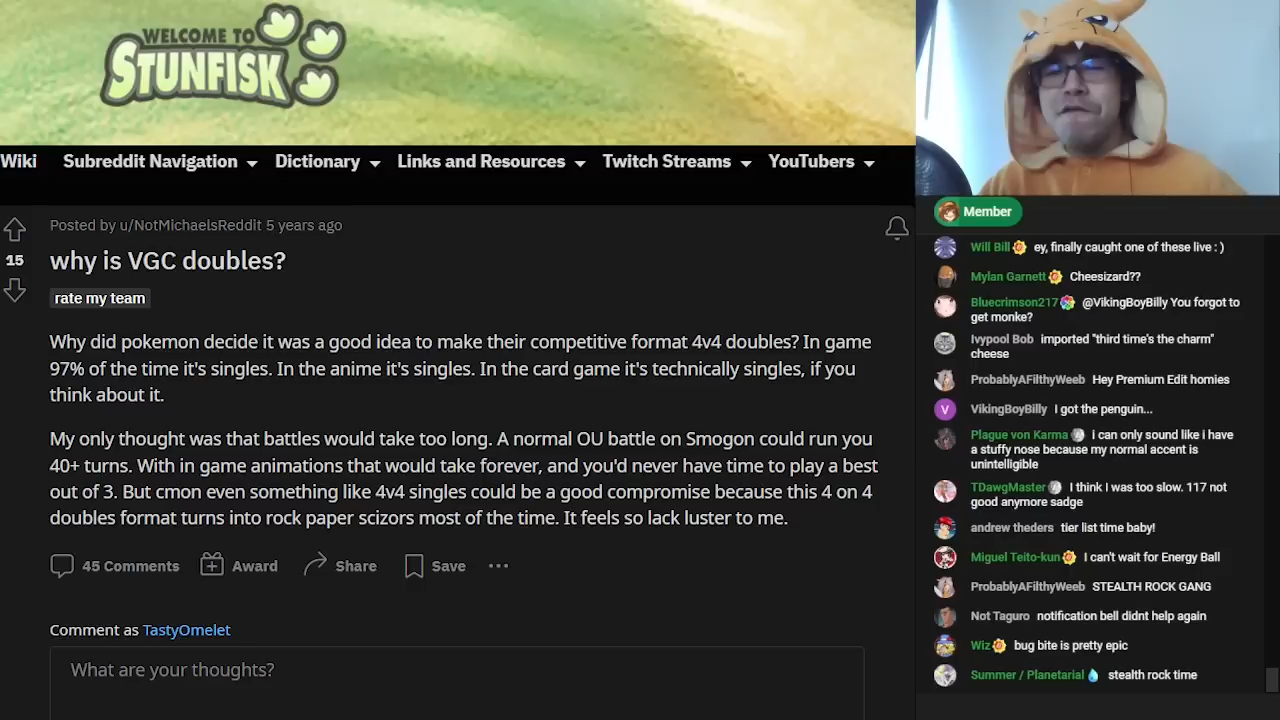 WELCOME TO
STUNFISK
Wiki Subreddit Navigation Dictionary Links and Resources Twitch Streams YouTubers
Posted by u/NotMichaelsReddit 5 years ago
15
why is VGC doubles?
rate my team
Why did pokemon decide it was a good idea to make their competitive format 4v4 doubles? In game
97% of the time it's singles. In the anime it's singles. In the card game it's technically singles, if you
think about it.
My only thought was that battles would take too long. A normal OU battle on Smogon could run you
40+ turns. With in game animations that would take forever, and you'd never have time to play a best
out of 3. But cmon even something like 4v4 singles could be a good compromise because this 4 on 4
doubles format turns into rock paper scizors most of the time. It feels so lack luster to me.
45 Comments Award Share Save
Comment as TastyOmelet
What are your thoughts?
Member
Will Bill ey, finally caught one of these live : )
Mylan Garnett Cheesizard??
Bluecrimson217 @VikingBoyBilly You forgot to
get monke?
Ivypool Bob imported "third time's the charm"
cheese
ProbablyAFilthyWeeb Hey Premium Edit homies
V VikingBoyBilly I got the penguin...
Plague von Karma i can only sound like i have
a stuffy nose because my normal accent is
unintelligible
TDawgMaster I think I was too slow. 117 not
good anymore sadge
andrew theders tier list time baby!
Miguel Teito-kun I can't wait for Energy Ball
ProbablyAFilthyWeeb STEALTH ROCK GANG
Not Taguro notification bell didnt help again
Wiz bug bite is pretty epic
Summer / Planetarial stealth rock time